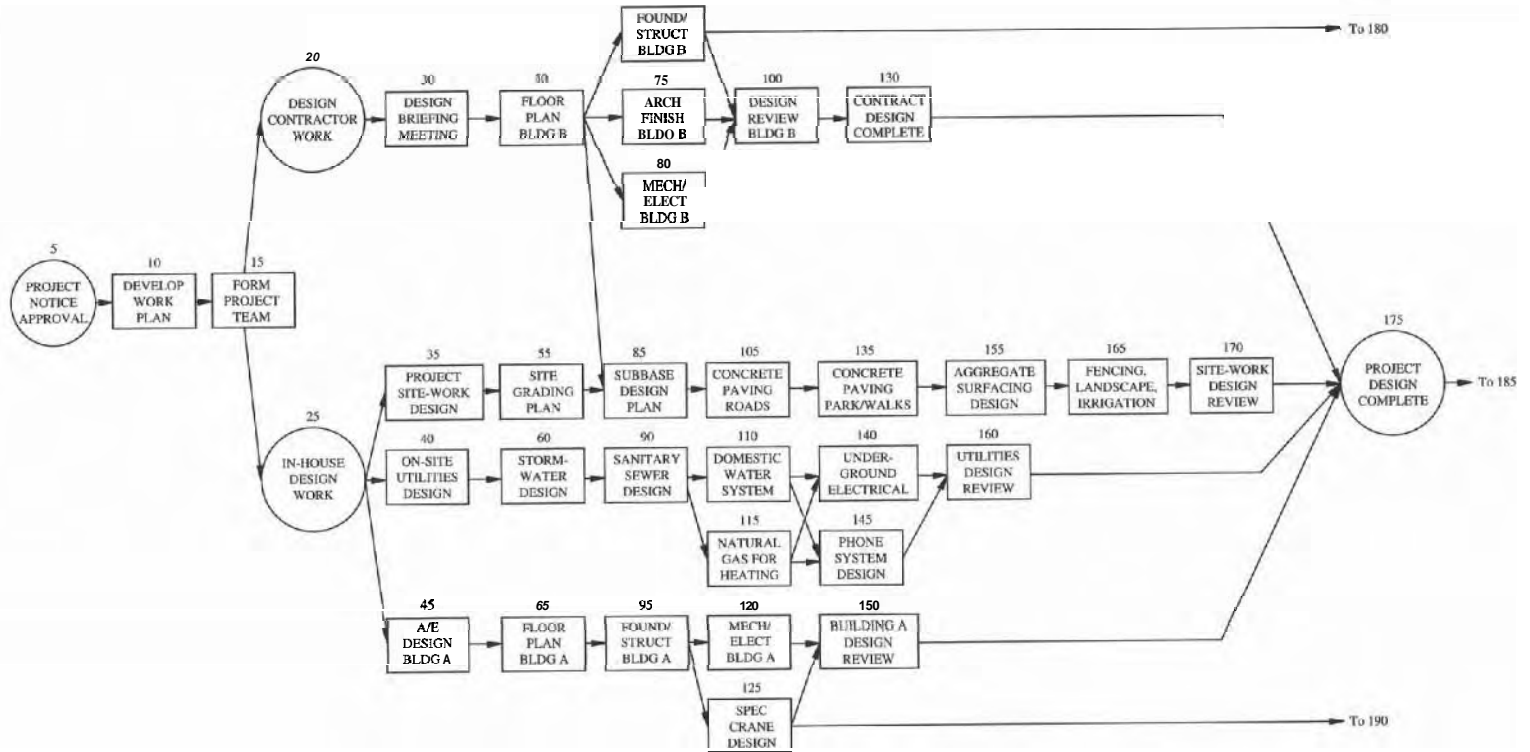 FOUND/
STRUCT
BLDG B
To 180
20
DESIGN
CONTRACTOR
WORK
30
DESIGN
BRIEFING
MEETING
FLOOR
PLAN
BLDG B
75
ARCH
FINISH
BLDO B
100
DESIGN
REVIEW
BLDG B
130
CONTRACT
DESIGN
COMPLETE
80
MECH/
ELECT
BLDG B
5
PROJECT
NOTICE
APPROVAL
10
DEVELOP
WORK
PLAN
15
FORM
PROJECT
TEAM
35
PROJECT
SITE-WORK
DESIGN
55
SITE
GRADING
PLAN
85
SUBBASE
DESIGN
PLAN
105
CONCRETE
PAVING
ROADS
135
CONCRETE
PAVING
PARK/WALKS
155
AGGREGATE
SURFACING
DESIGN
165
FENCING,
LANDSCAPE,
IRRIGATION
170
SITE-WORK
DESIGN
REVIEW
175
PROJECT
DESIGN
COMPLETE
To 185
25
IN-HOUSE
DESIGN
WORK
40
ON-SITE
UTILITIES
DESIGN
60
STORM-
WATER
DESIGN
90
SANITARY
SEWER
DESIGN
110
DOMESTIC
WATER
SYSTEM
140
UNDER-
GROUND
ELECTRICAL
160
UTILITIES
DESIGN
REVIEW
115
NATURAL
GAS FOR
HEATING
145
PHONE
SYSTEM
DESIGN
45
A/E
DESIGN
BLDG A
65
FLOOR
PLAN
BLDG A
95
FOUND/
STRUCT
BLDG A
120
MECH/
ELECT
BLDG A
150
BUILDING A
DESIGN
REVIEW
125
SPEC
CRANE
DESIGN
To 190